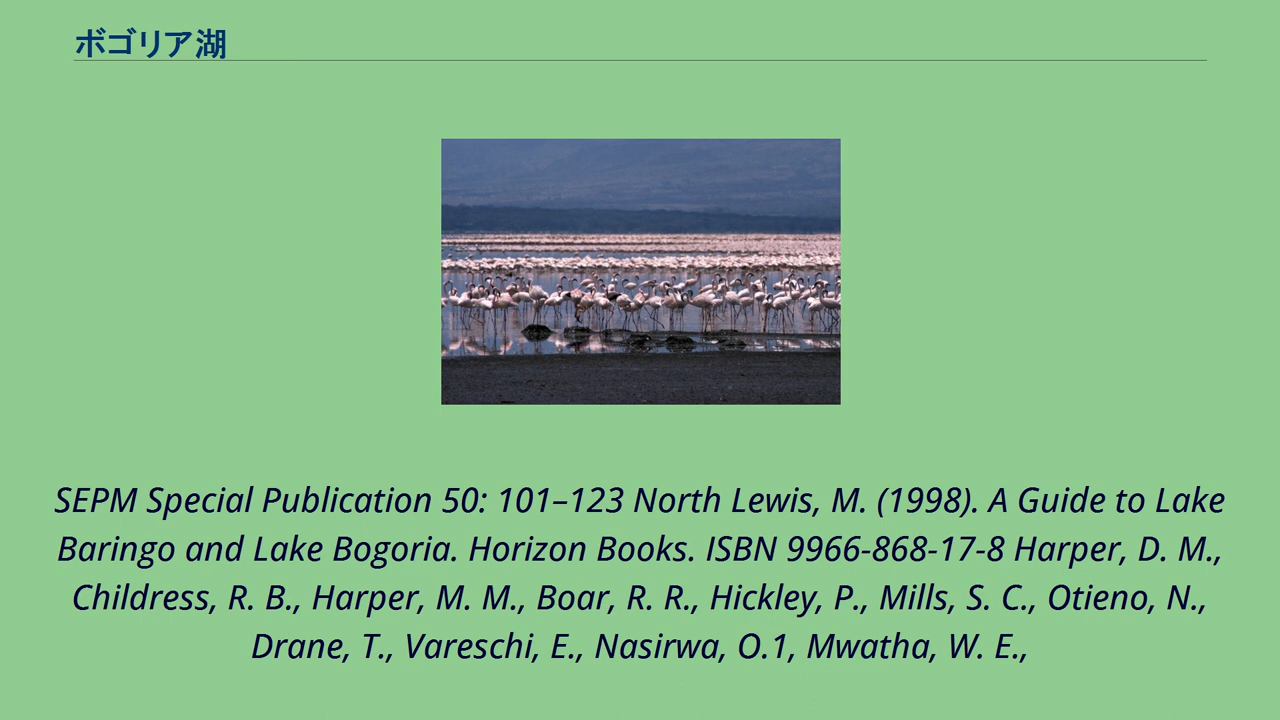 ボゴリア湖
SEPM Special Publication 50: 101–123 North Lewis, M. (1998). A Guide to Lake
Baringo and Lake Bogoria. Horizon Books. ISBN 9966-868-17-8 Harper, D. M.,
Childress, R. B., Harper, M. M., Boar, R. R., Hickley, P., Mills, S. C., Otieno, N.,
Drane, T., Vareschi, E., Nasirwa, O.1, Mwatha, W. E.,